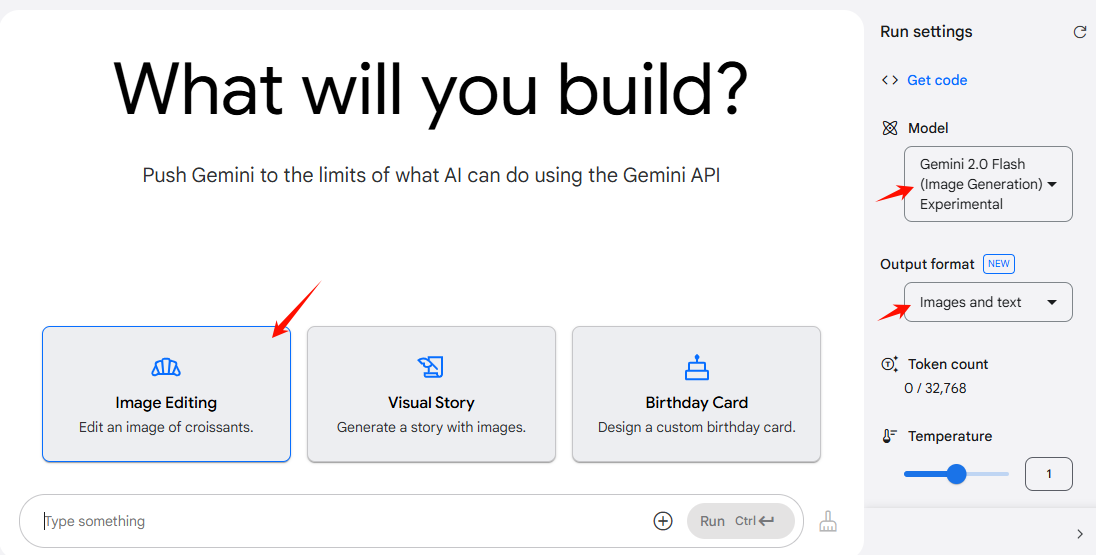 What will you build?
Push Gemini to the limits of what AI can do using the Gemini API
Image Editing
Edit an image of croissants.
Visual Story
Generate a story with images.
Birthday Card
Design a custom birthday card.
Type something
Run Ctrl
Run settings
Get code
Model
Gemini 2.0 Flash
(Image Generation)
Experimental
Output format NEW
Images and text
Token count
0 / 32,768
Temperature
1